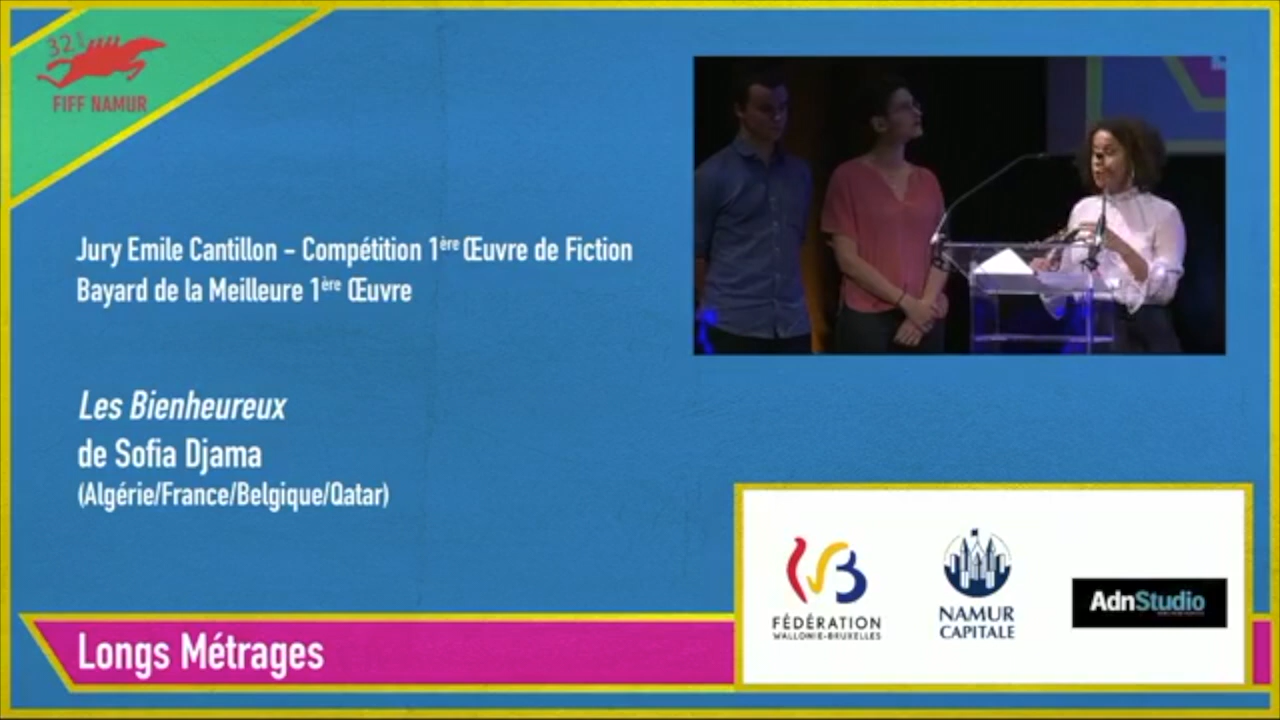 321
FIFF NAMUR
Jury Emile Cantillon – Compétition 1ère Œuvre de Fiction
Bayard de la Meilleure 1ère Œuvre
Les Bienheureux
de Sofia Djama
(Algérie/France/Belgique/Qatar)
Longs Métrages
FÉDÉRATION
WALLONIE-BRUXELLES
NAMUR
CAPITALE
AdnStudio